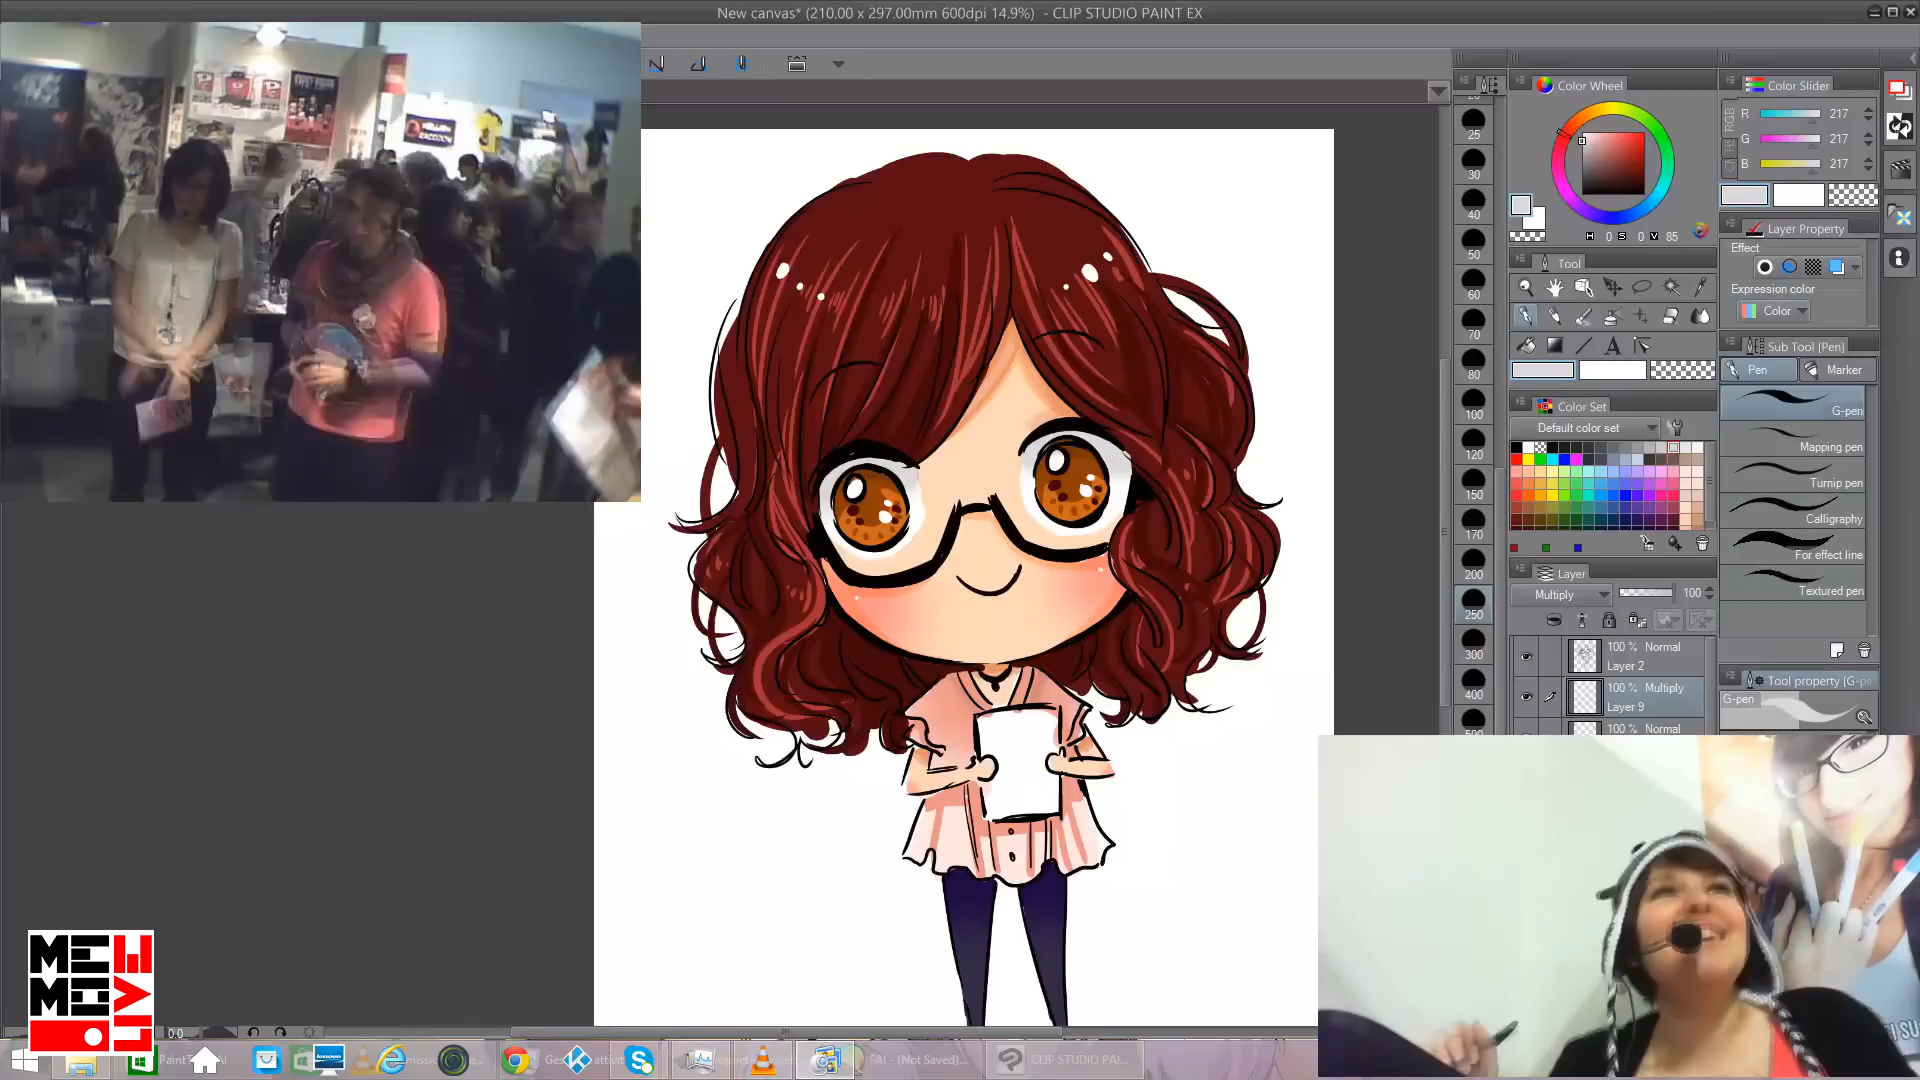 New canvas* (210.00 x 297.00mm 600dpi 14.9%) - CLIP STUDIO PAINT EX
Color Wheel
H 0 S 0 V 85
Color Slider
RGB
R 217
G 217
B 217
Layer Property
Effect
Expression color
Color
Tool
Sub Tool [Pen]
Pen
Marker
G-pen
Mapping pen
Turnip pen
Calligraphy
For effect line
Textured pen
Color Set
Default color set
Layer
Multiply
100
100 % Normal
Layer 2
100 % Multiply
Layer 9
100 % Normal
Tool property [G-pe
G-pen
25
30
40
50
60
70
80
100
120
150
170
200
250
300
400
MEMO
LIVE
0.0
SAI - (Not Saved)...
CLIP STUDIO PAI...